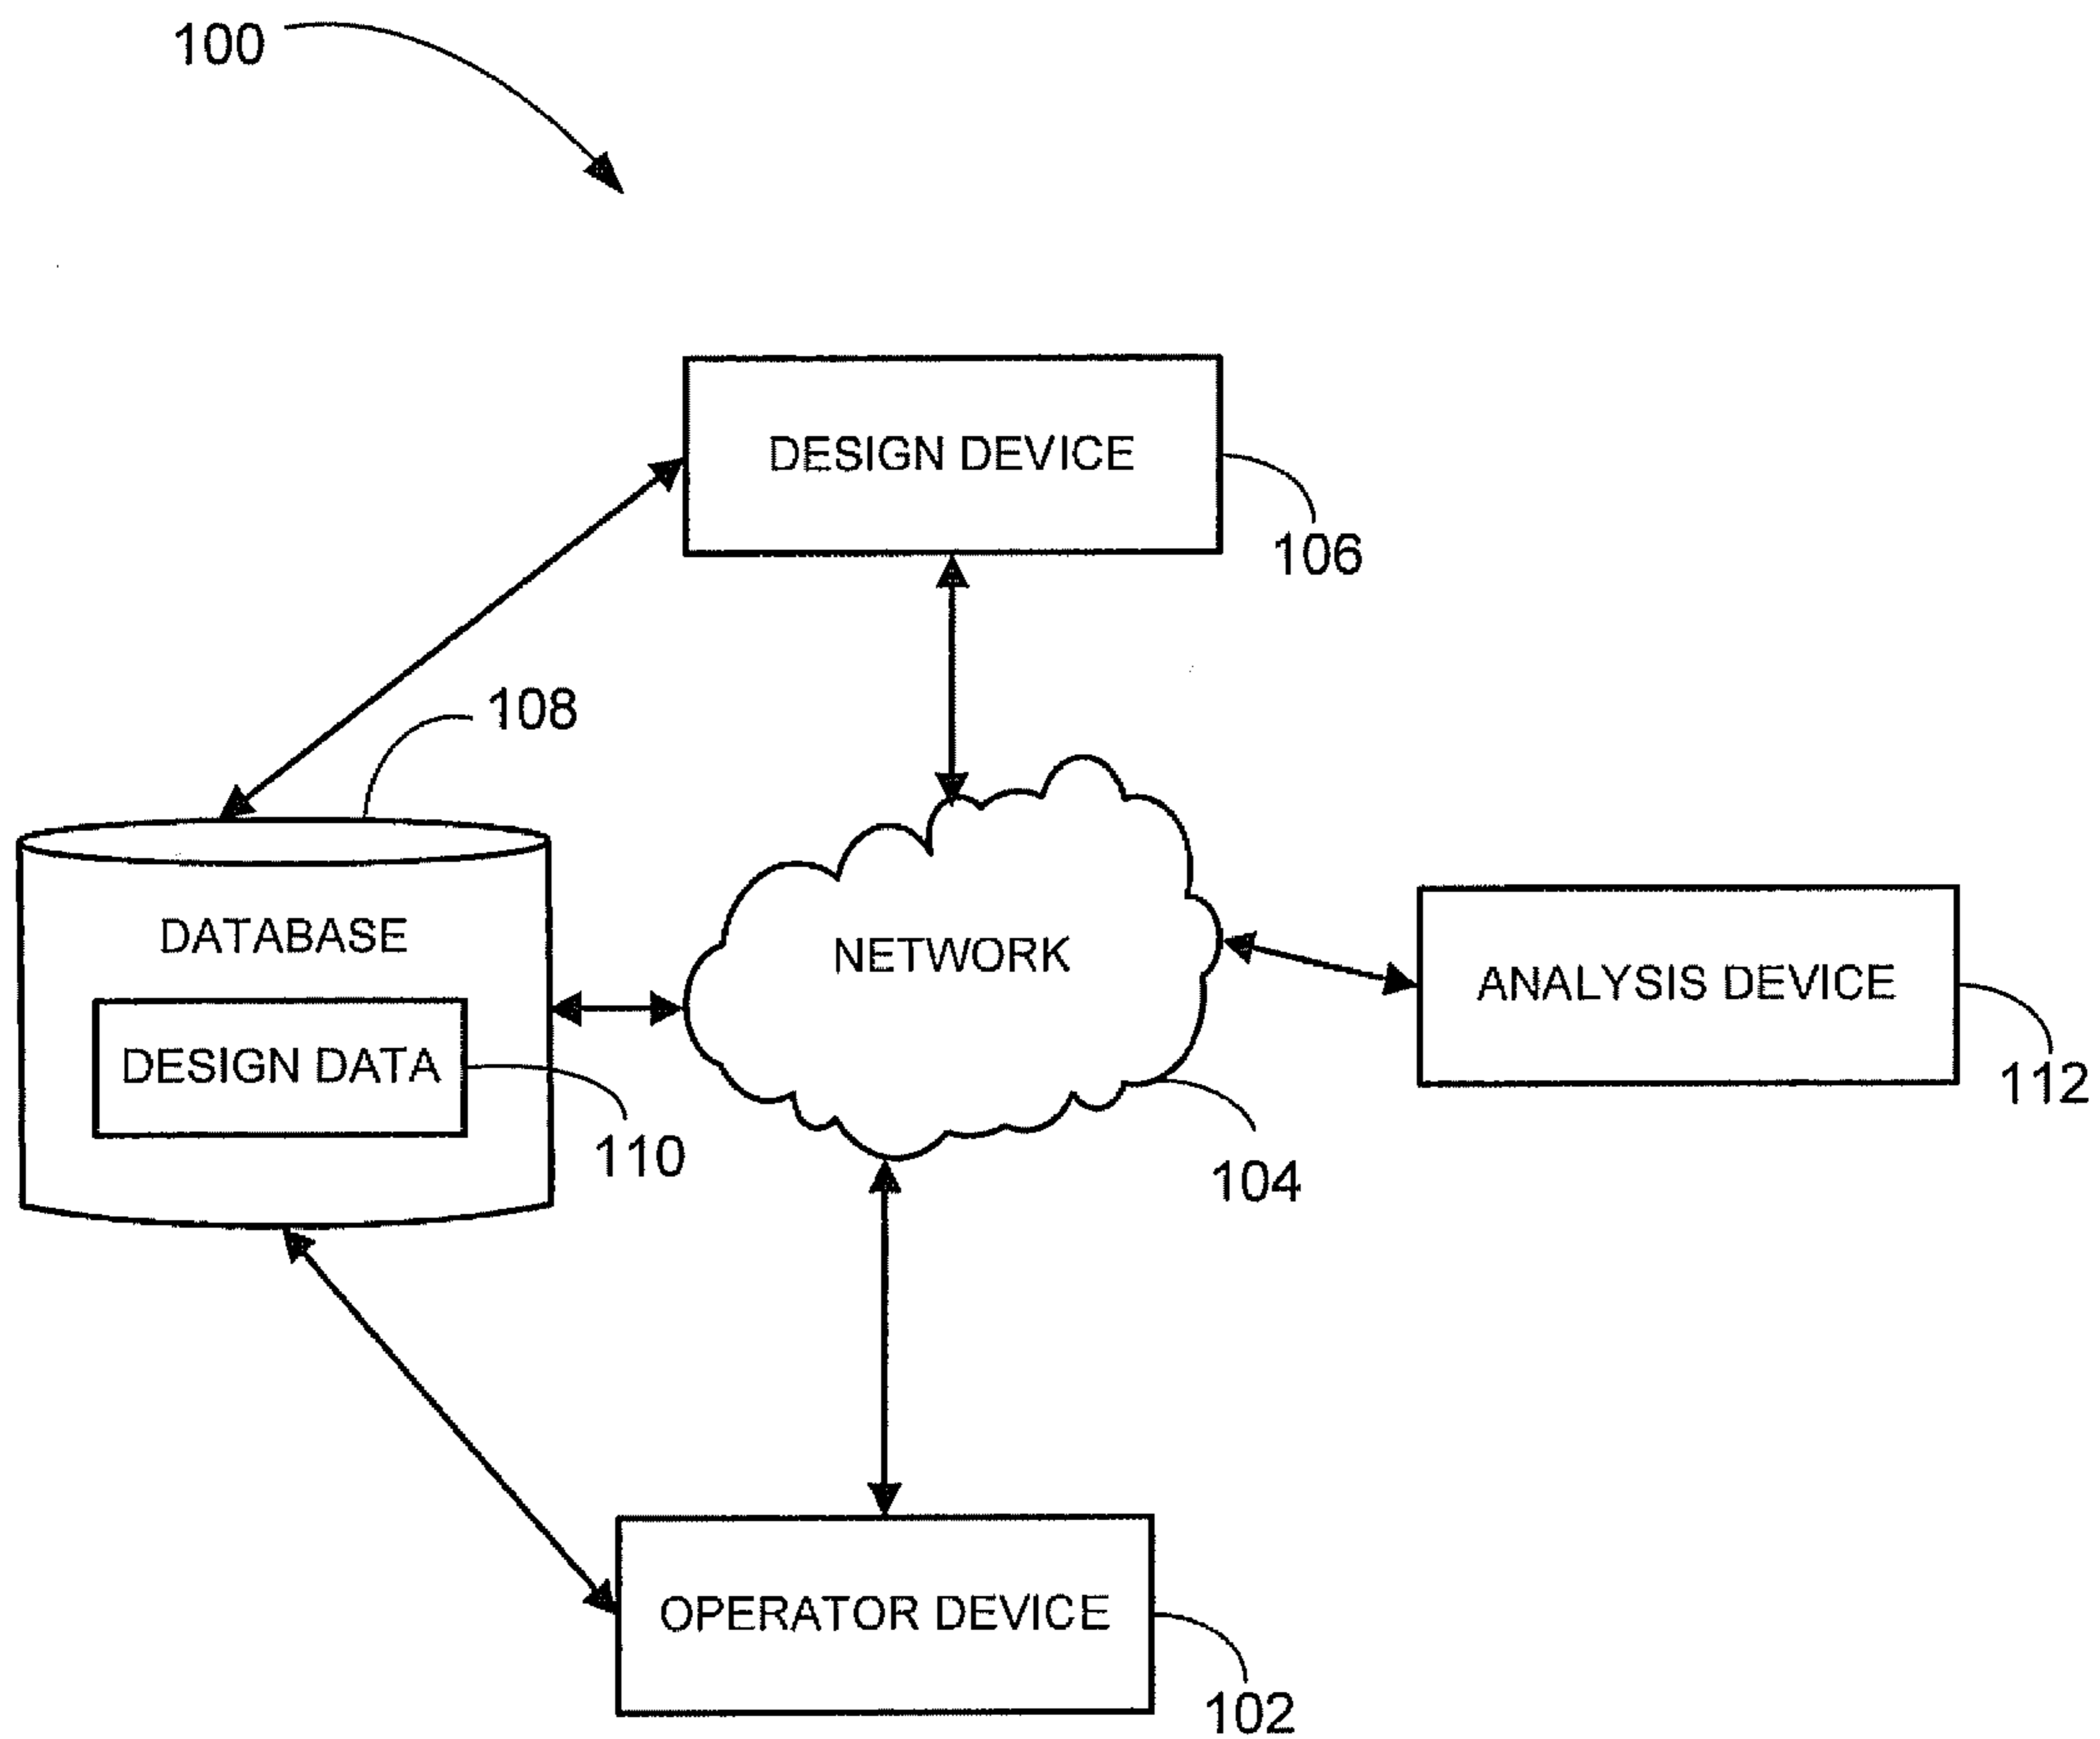 100
DESIGN DEVICE
106
108
DATABASE
NETWORK
ANALYSIS DEVICE
DESIGN DATA
112
110
104
OPERATOR DEVICE
102